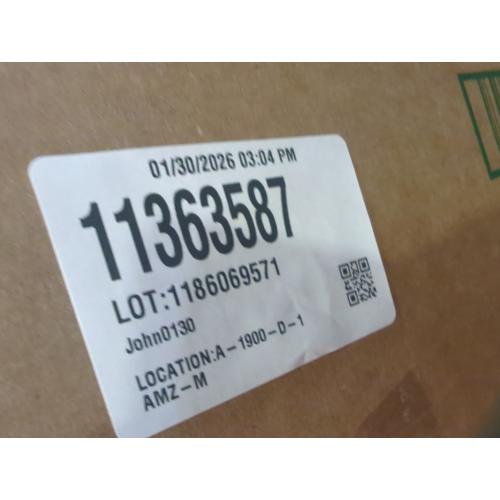 01/30/2026 03:04 PM
11363587
LOT:1186069571
John0130
LOCATION:A-1900-D-1
AMZ-M